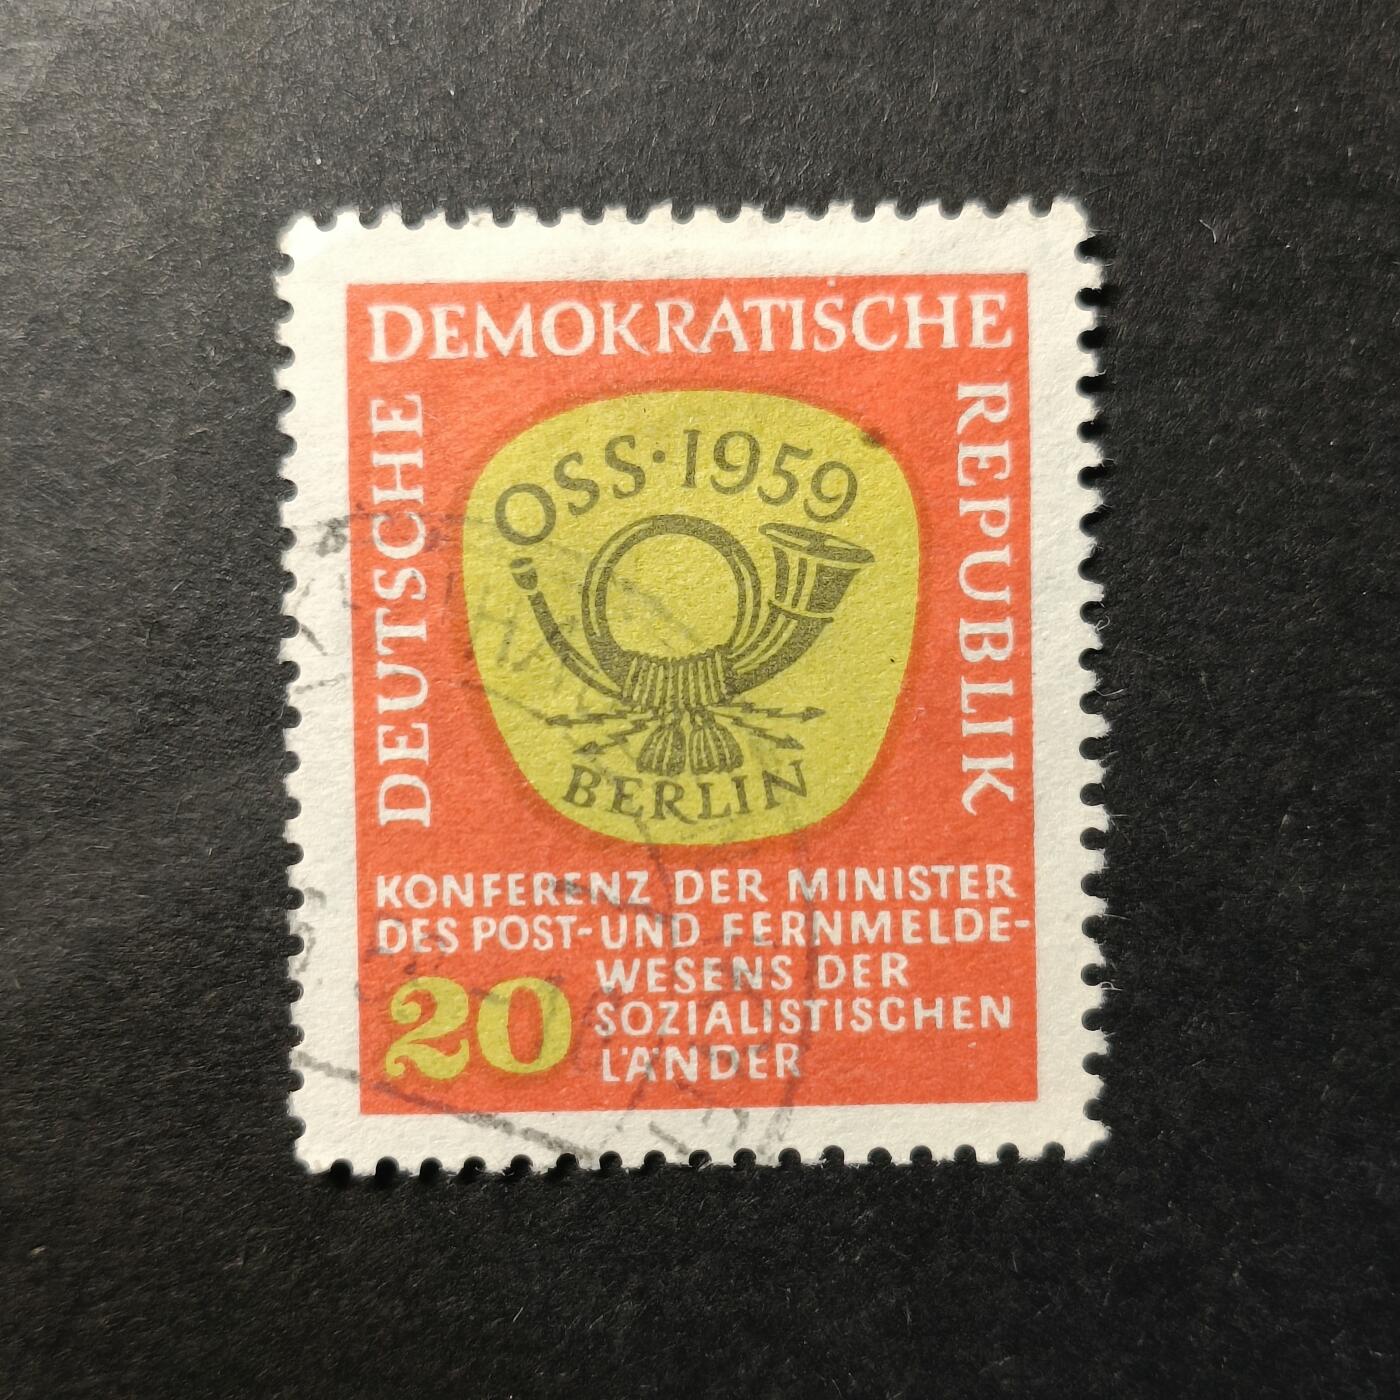 DEUTSCHE
DEMOKRATISCHE
REPUBLIK
OSS·1959
BERLIN
KONFERENZ DER MINISTER
DES POST-UND FERNMELDE-
WESENS DER
SOZIALISTISCHEN
LÄNDER
20